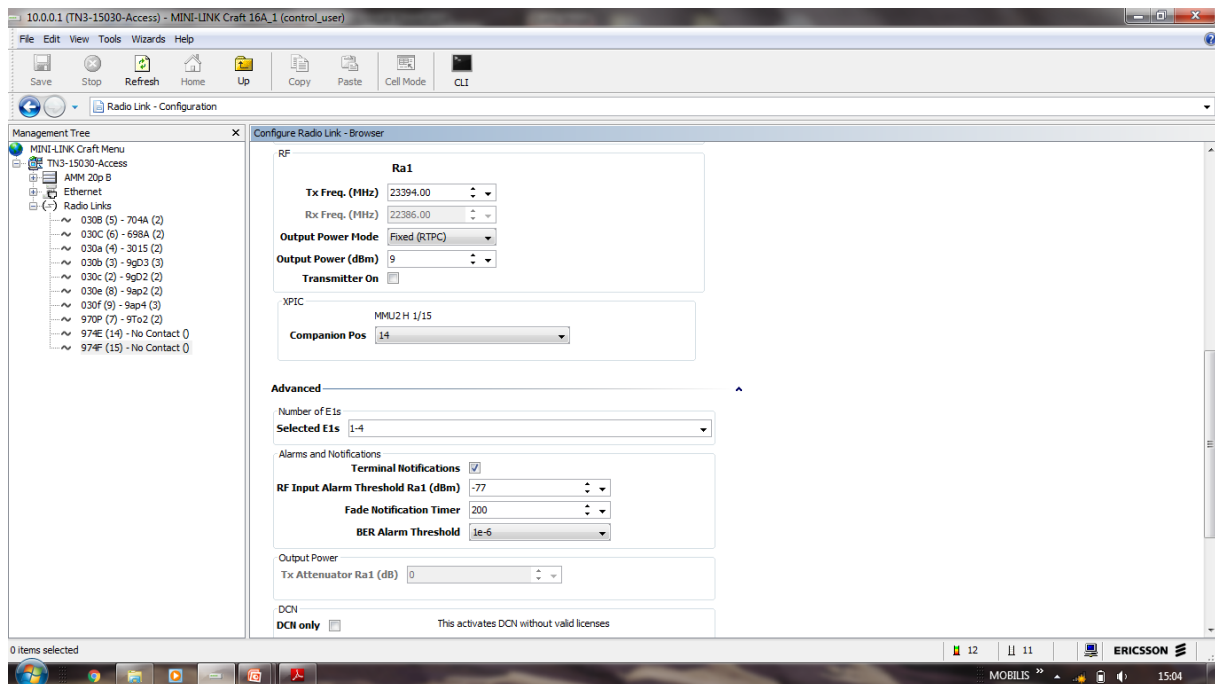 10.0.0.1 (TN3-15030-Access) - MINI-LINK Craft 16A_1 (control_user)
File Edit View Tools Wizards Help
Save Stop Refresh Home Up Copy Paste Cell Mode CLI
Radio Link - Configuration
Management Tree X
MINI-LINK Craft Menu
TN3-15030-Access
AMM 20p B
Ethernet
Radio Links
030B (5) - 704A (2)
030C (6) - 698A (2)
030a (4) - 3015 (2)
030b (3) - 9gD3 (3)
030c (2) - 9gD2 (2)
030e (8) - 9ap2 (2)
030f (9) - 9ap4 (3)
970P (7) - 9To2 (2)
974E (14) - No Contact ()
974F (15) - No Contact ()
Configure Radio Link - Browser
RF
Ra1
Tx Freq. (MHz) 23394.00
Rx Freq. (MHz) 22386.00
Output Power Mode Fixed (RTPC)
Output Power (dBm) 9
Transmitter On
XPIC
MMU2 H 1/15
Companion Pos 14
Advanced
Number of E1s
Selected E1s 1-4
Alarms and Notifications
Terminal Notifications
RF Input Alarm Threshold Ra1 (dBm) -77
Fade Notification Timer 200
BER Alarm Threshold 1e-6
Output Power
Tx Attenuator Ra1 (dB) 0
DCN
DCN only This activates DCN without valid licenses
0 items selected 12 11 ERICSSON
MOBILIS 15:04